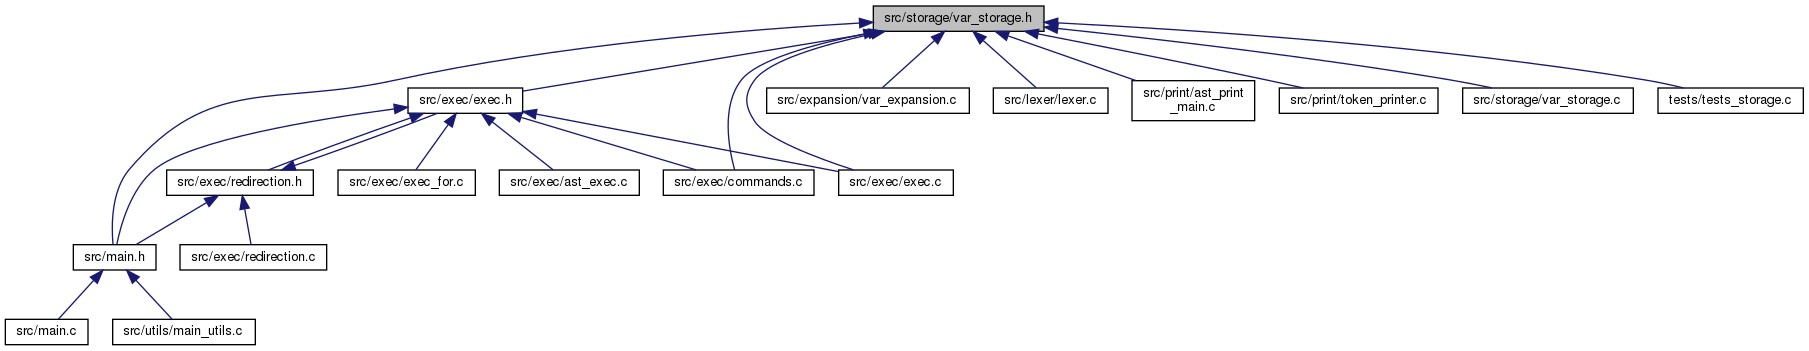 src/storage/var_storage.h
src/exec/exec.h
src/expansion/var_expansion.c
src/lexer/lexer.c
src/print/ast_print
_main.c
src/print/token_printer.c
src/storage/var_storage.c
tests/tests_storage.c
src/exec/redirection.h
src/exec/exec_for.c
src/exec/ast_exec.c
src/exec/commands.c
src/exec/exec.c
src/main.h
src/exec/redirection.c
src/main.c
src/utils/main_utils.c